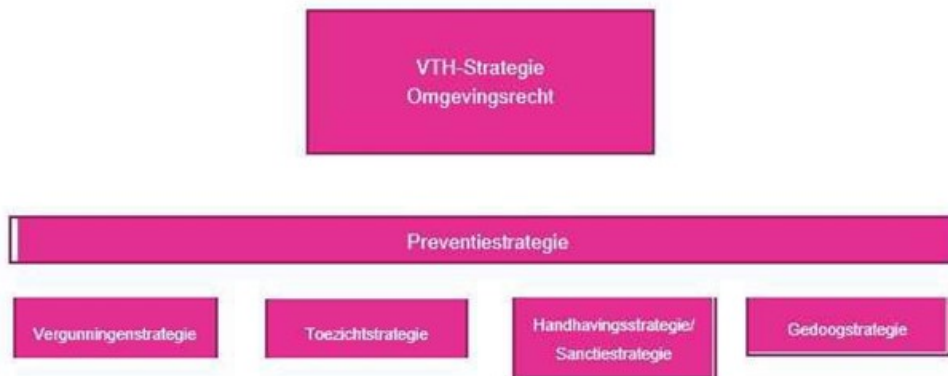 VTH-Strategie
Omgevingsrecht
Preventiestrategie
Vergunningenstrategie
Toezichtstrategie
Handhavingsstrategie/
Sanctiestrategie
Gedoogstrategie